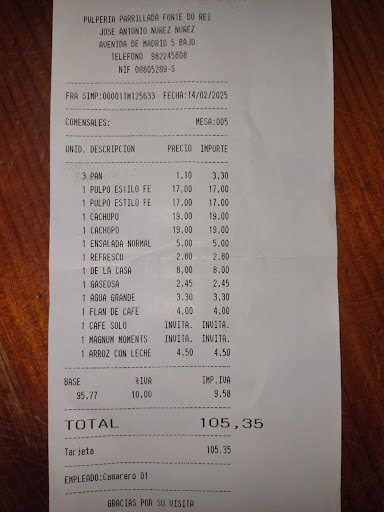 PULPERIA PARRILLADA FONTE DO REI
JOSE ANTONIO NUÑEZ NUÑEZ
AVENIDA DE MADRID 5 BAJO
TELEFONO 982245608
NIF 08805289-S
FRA SIMP:000011M125633 FECHA:14/02/2025
COMENSALES: MESA:005
UNID. DESCRIPCION PRECIO IMPORTE
3 PAN 1,10 3,30
1 PULPO ESTILO FE 17,00 17,00
1 PULPO ESTILO FE 17,00 17,00
1 CACHOPO 19,00 19,00
1 CACHOPO 19,00 19,00
1 ENSALADA NORMAL 5,00 5,00
1 REFRESCO 2,80 2,80
1 DE LA CASA 8,00 8,00
1 GASEOSA 2,45 2,45
1 AGUA GRANDE 3,30 3,30
1 FLAN DE CAFE 4,00 4,00
1 CAFE SOLO INVITA. INVITA.
1 MAGNUM MOMENTS INVITA. INVITA.
1 ARROZ CON LECHE 4,50 4,50
BASE %IVA IMP.IVA
95,77 10,00 9,58
TOTAL 105,35
Tarjeta 105,35
EMPLEADO:Camarero 01
GRACIAS POR SU VISITA